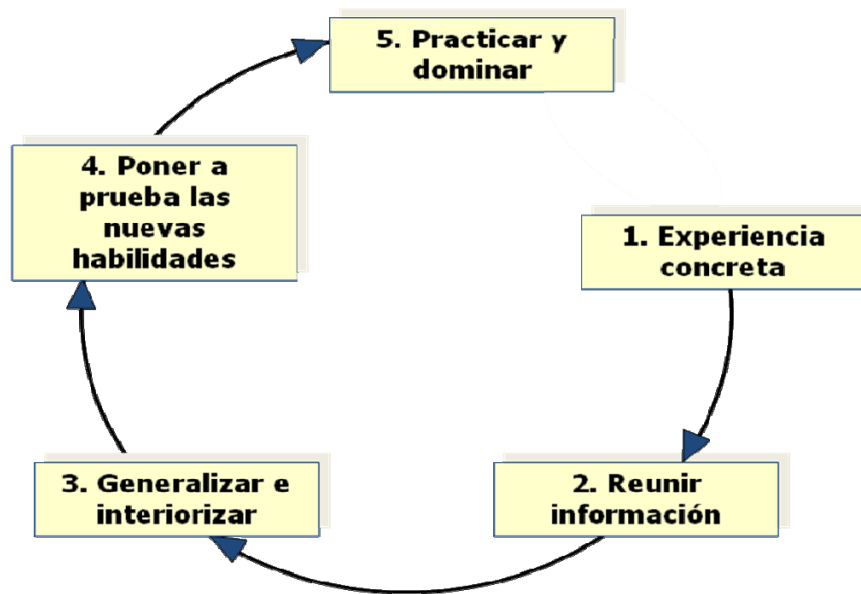 5. Practicar y
dominar
4. Poner a
prueba las
nuevas
habilidades
1. Experiencia
concreta
3. Generalizar e
interiorizar
2. Reunir
información